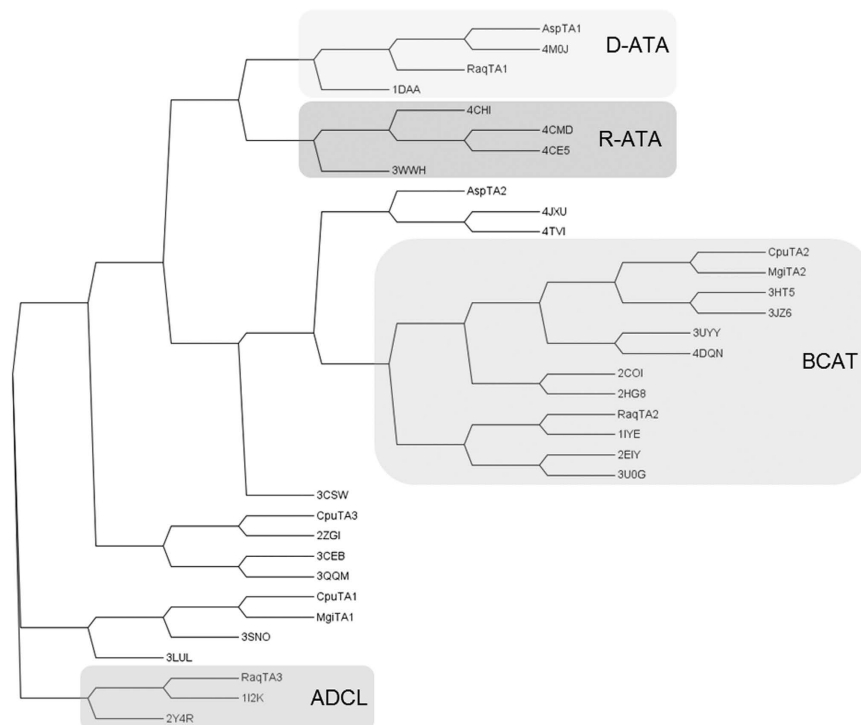 AspTA1
4M0J
D-ATA
RaqTA1
1DAA
4CHI
4CMD
R-ATA
4CE5
3WWH
AspTA2
4JXU
4TVI
CpuTA2
MgiTA2
3HT5
3JZ6
3UYY
4DQN
BCAT
2COI
2HG8
RaqTA2
1IYE
2EIY
3U0G
3CSW
CpuTA3
2ZGI
3CEB
3QQM
CpuTA1
MgiTA1
3SNO
3LUL
RaqTA3
1I2K
ADCL
2Y4R